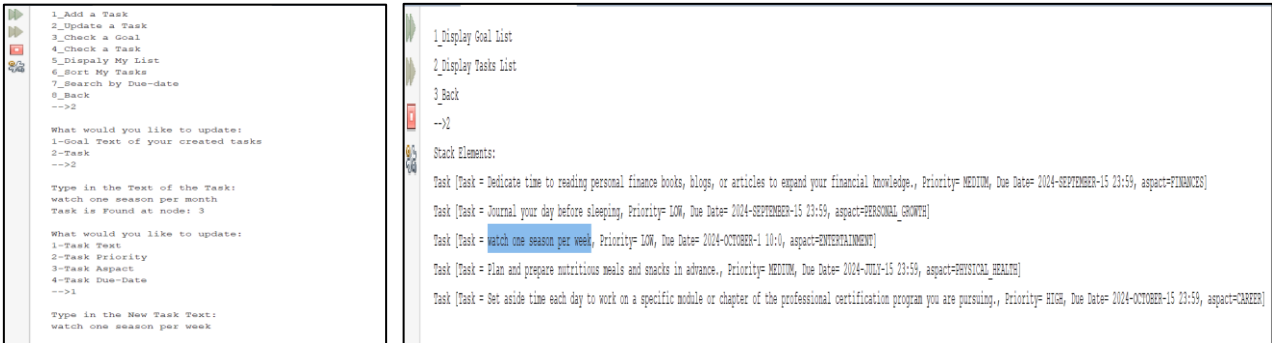 1_Add a Task
2_Update a Task
3_Check a Goal
4_Check a Task
5_Dispaly My List
6_Sort My Tasks
7_Search by Due-date
8_Back
-->2
What would you like to update:
1-Goal Text of your created tasks
2-Task
-->2
Type in the Text of the Task:
watch one season per month
Task is Found at node: 3
What would you like to update:
1-Task Text
2-Task Priority
3-Task Aspact
4-Task Due-Date
-->1
Type in the New Task Text:
watch one season per week
1_Display Goal List
2_Display Tasks List
3_Back
-->2
Stack Elements:
Task [Task = Dedicate time to reading personal finance books, blogs, or articles to expand your financial knowledge., Priority= MEDIUM, Due Date= 2024-SEPTEMBER-15 23:59, aspact=FINANCES]
Task [Task = Journal your day before sleeping, Priority= LOW, Due Date= 2024-SEPTEMBER-15 23:59, aspact=PERSONAL_GROWTH]
Task [Task = watch one season per week, Priority= LOW, Due Date= 2024-OCTOBER-1 10:0, aspact=ENTERTAINMENT]
Task [Task = Plan and prepare nutritious meals and snacks in advance., Priority= MEDIUM, Due Date= 2024-JULY-15 23:59, aspact=PHYSICAL_HEALTH]
Task [Task = Set aside time each day to work on a specific module or chapter of the professional certification program you are pursuing., Priority= HIGH, Due Date= 2024-OCTOBER-15 23:59, aspact=CAREER]